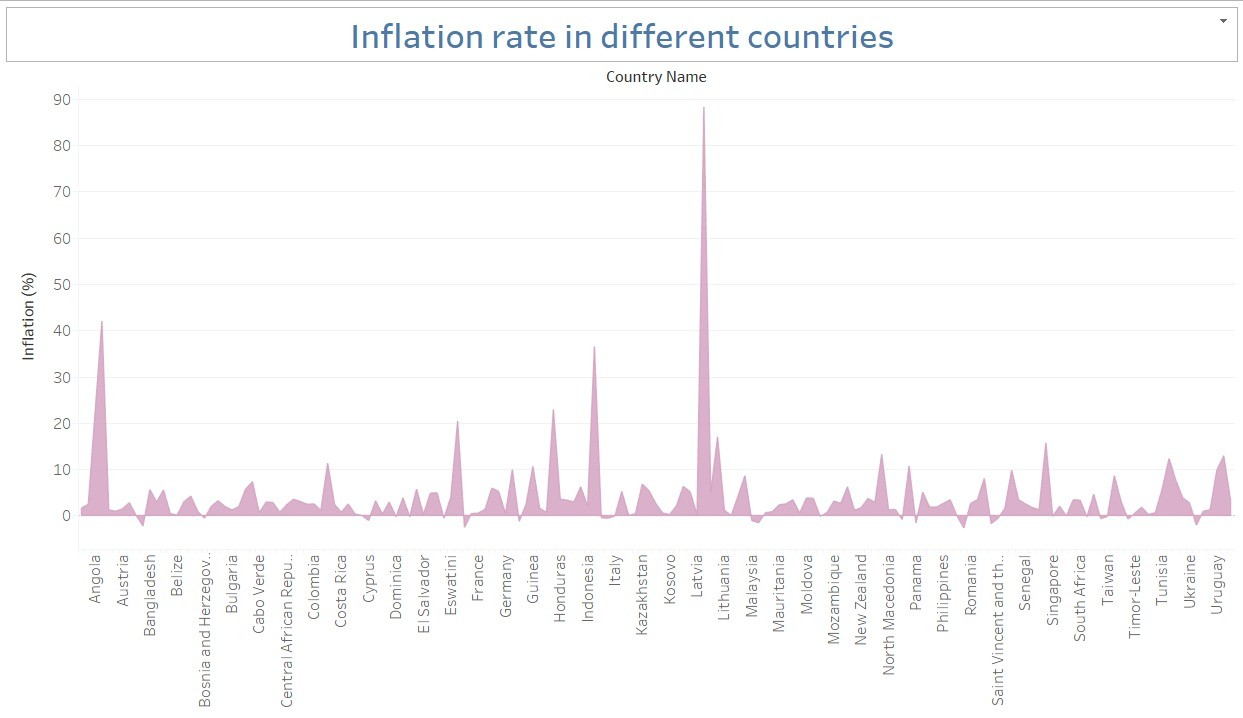 Inflation rate in different countries
Country Name
Inflation (%)
90
80
70
60
50
40
30
20
10
0
Angola
Austria
Bangladesh
Belize
Bosnia and Herzegov..
Bulgaria
Cabo Verde
Central African Repu..
Colombia
Costa Rica
Cyprus
Dominica
El Salvador
Eswatini
France
Germany
Guinea
Honduras
Indonesia
Italy
Kazakhstan
Kosovo
Latvia
Lithuania
Malaysia
Mauritania
Moldova
Mozambique
New Zealand
North Macedonia
Panama
Philippines
Romania
Saint Vincent and th..
Senegal
Singapore
South Africa
Taiwan
Timor-Leste
Tunisia
Ukraine
Uruguay